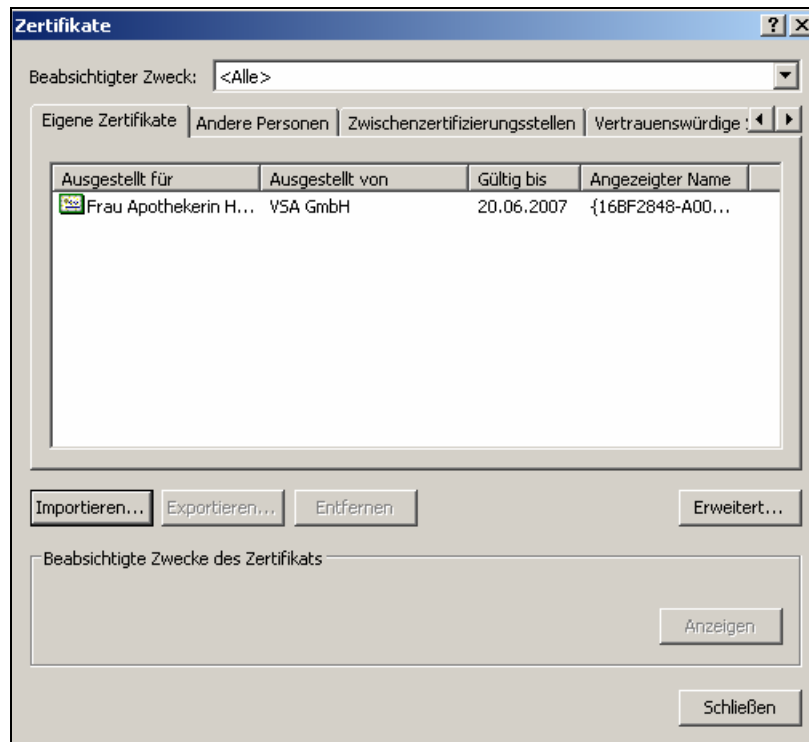 Zertifikate
Beabsichtigter Zweck: <Alle>
Eigene Zertifikate Andere Personen Zwischenzertifizierungsstellen Vertrauenswürdige
Ausgestellt für Ausgestellt von Gültig bis Angezeigter Name
Frau Apothekerin H... VSA GmbH 20.06.2007 {16BF2848-A00...
Importieren... Exportieren... Entfernen Erweitert...
Beabsichtigte Zwecke des Zertifikats
Anzeigen
Schließen